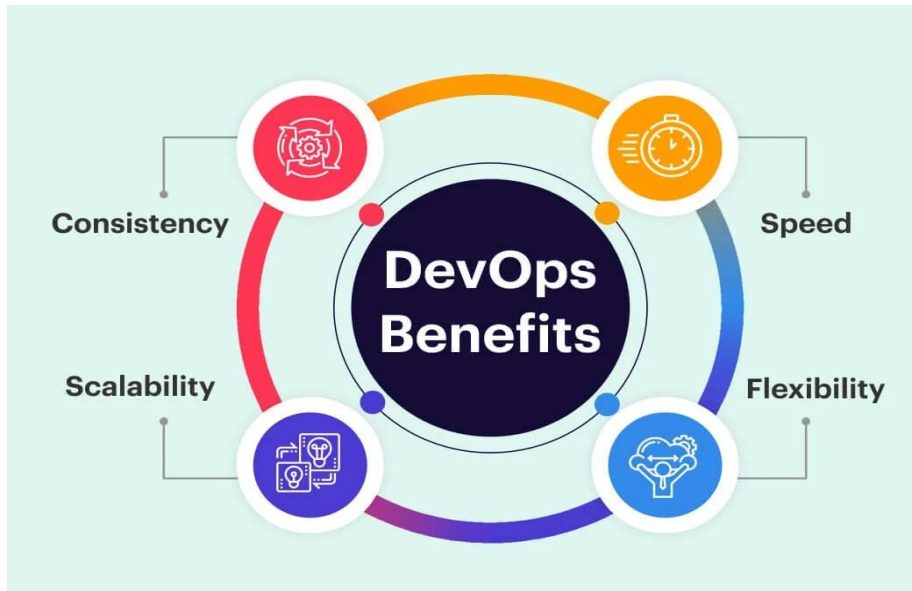 Consistency
Speed
DevOps
Benefits
Scalability
Flexibility